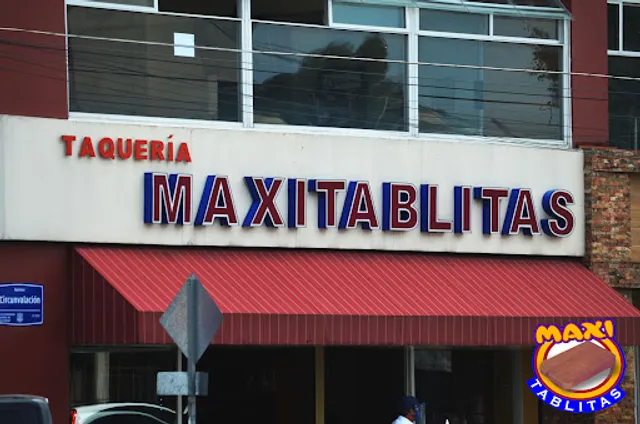 TAQUERÍA
MAXITABLITAS
Circunvalación
MAXI
TABLITAS